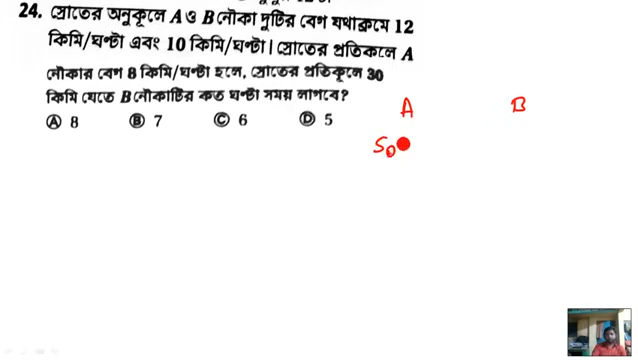 24. স্রোতের অনুকূলে A ও B নৌকা দুটির বেগ যথাক্রমে 12
কিমি/ঘণ্টা এবং 10 কিমি/ঘণ্টা। স্রোতের প্রতিকূলে A
নৌকার বেগ 8 কিমি/ঘণ্টা হলে, স্রোতের প্রতিকূলে 30
কিমি যেতে B নৌকাটির কত ঘণ্টা সময় লাগবে?
A B
Ⓐ 8 Ⓑ 7 Ⓒ 6 Ⓓ 5
S